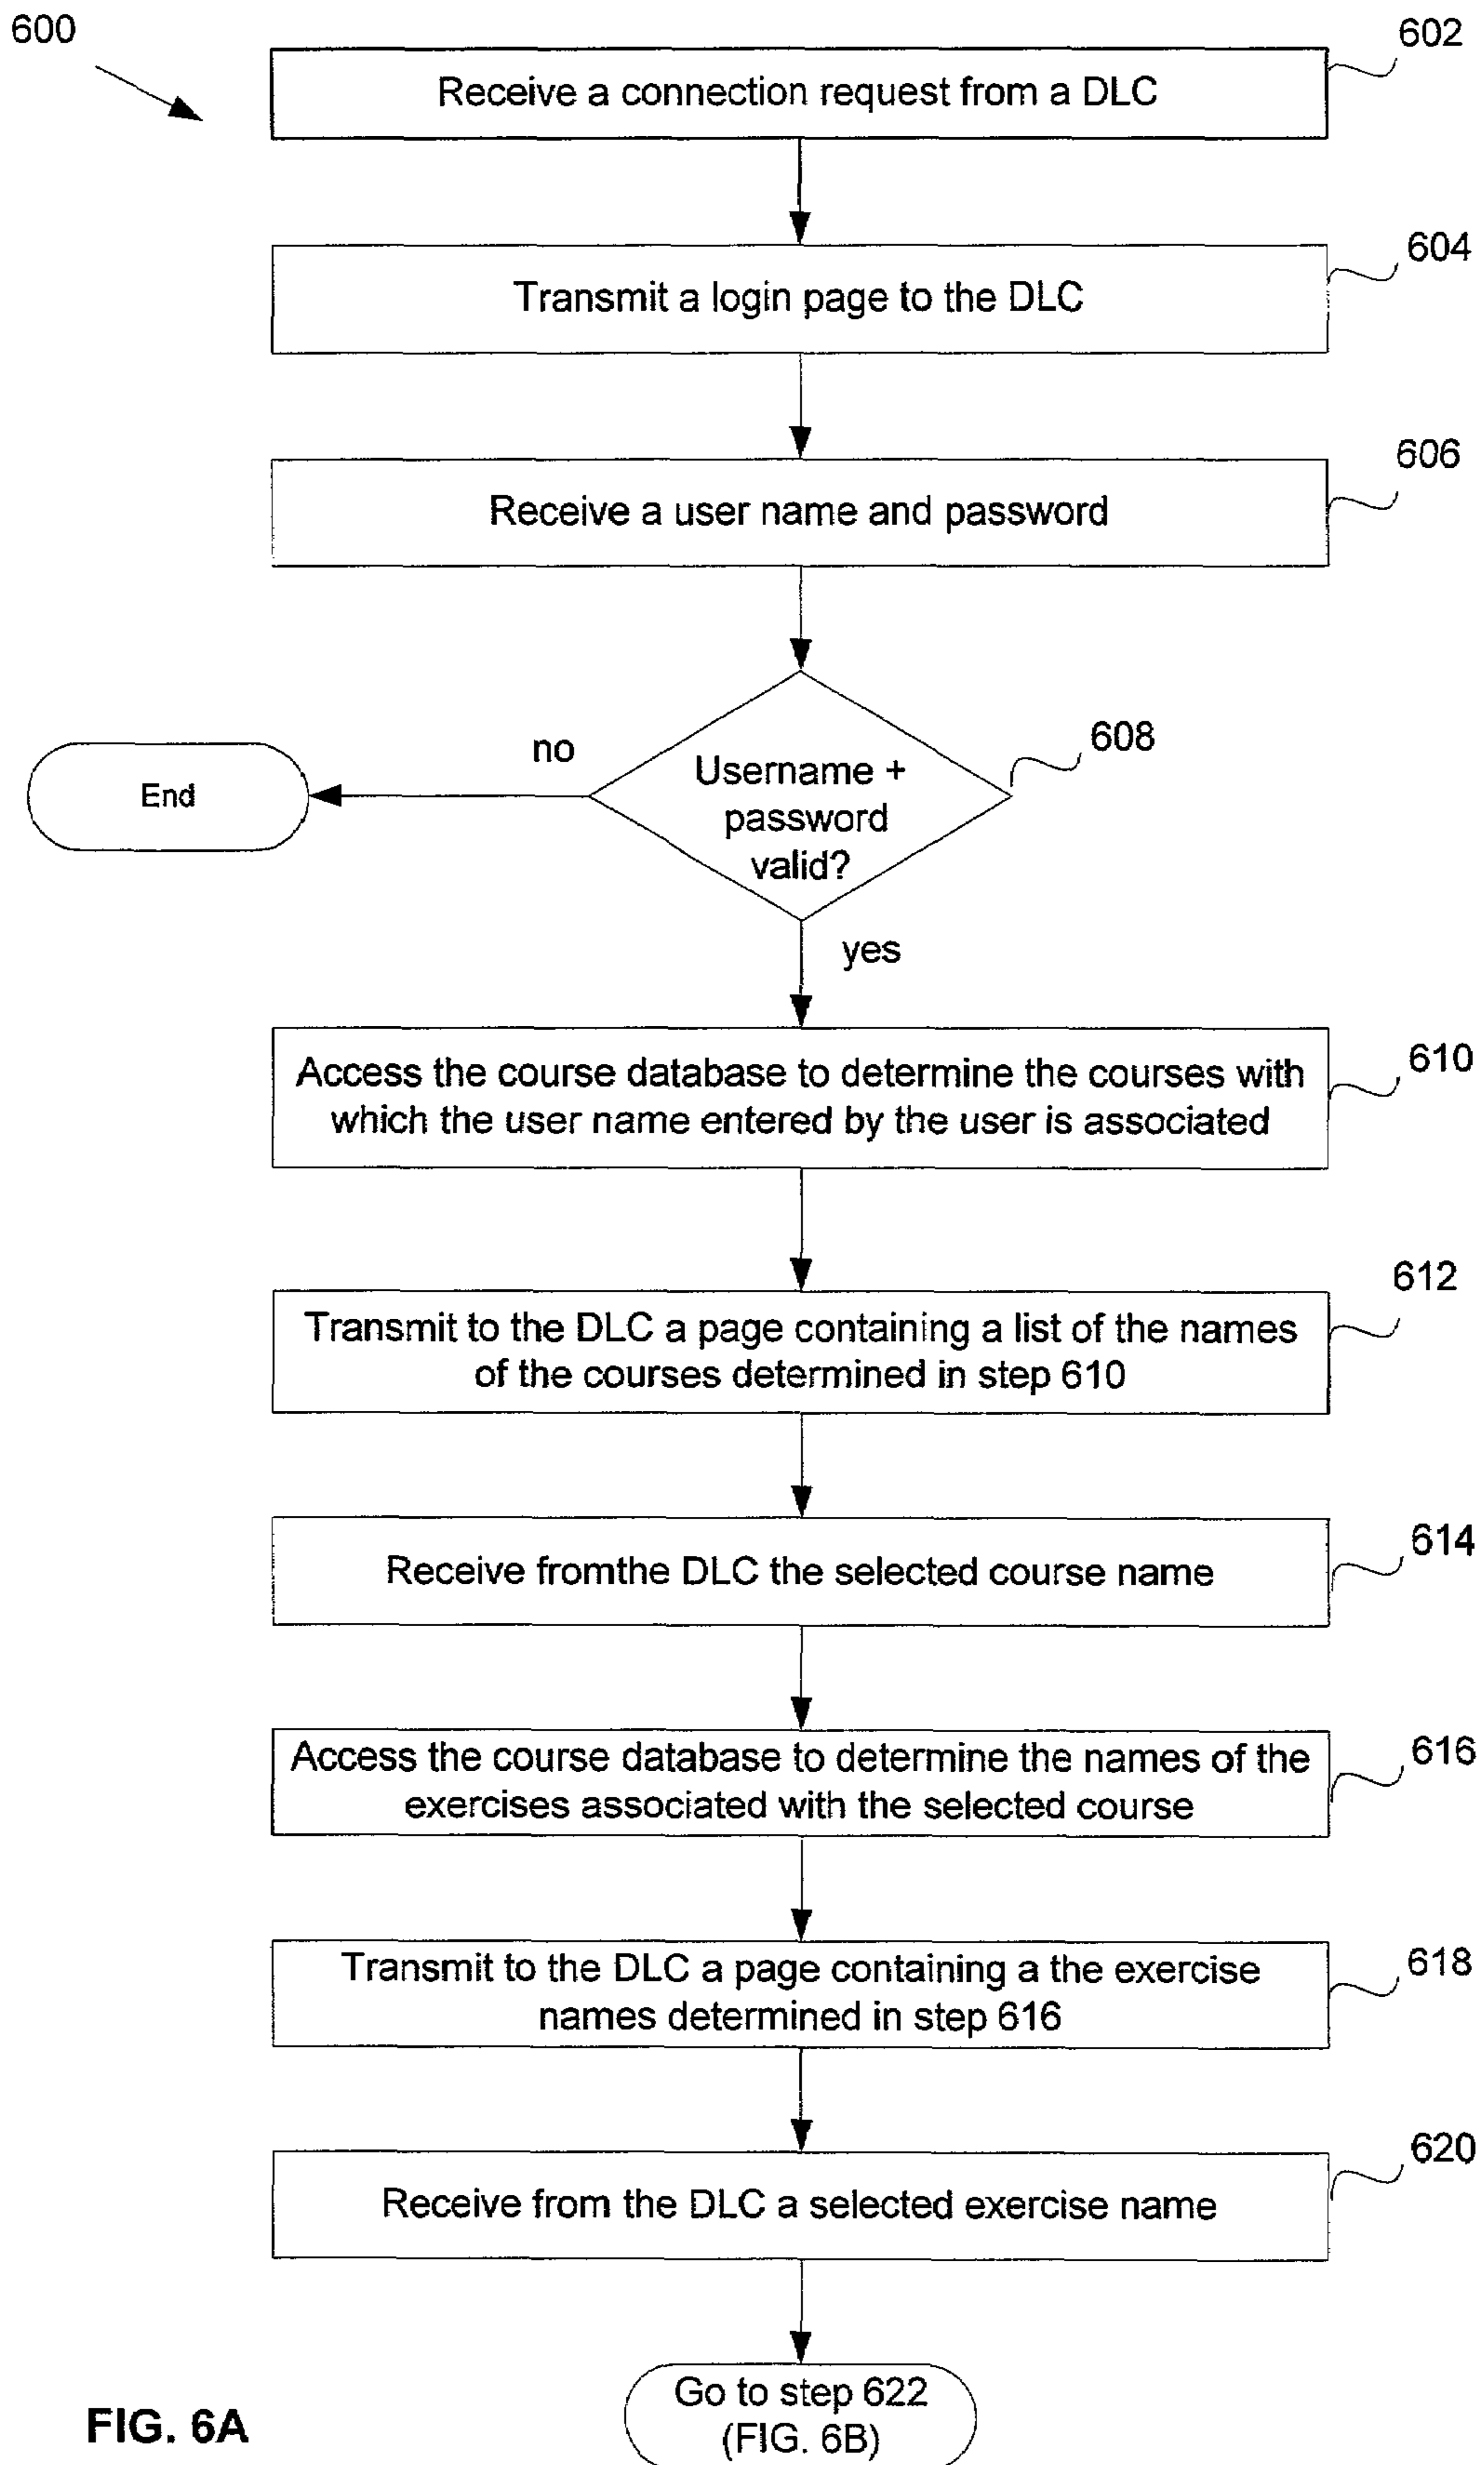 600
602
Receive a connection request from a DLC
604
Transmit a login page to the DLC
606
Receive a user name and password
608
no
Username +
password
valid?
End
yes
610
Access the course database to determine the courses with
which the user name entered by the user is associated
612
Transmit to the DLC a page containing a list of the names
of the courses determined in step 610
614
Receive fromthe DLC the selected course name
616
Access the course database to determine the names of the
exercises associated with the selected course
618
Transmit to the DLC a page containing a the exercise
names determined in step 616
620
Receive from the DLC a selected exercise name
Go to step 622
(FIG. 6B)
FIG. 6A